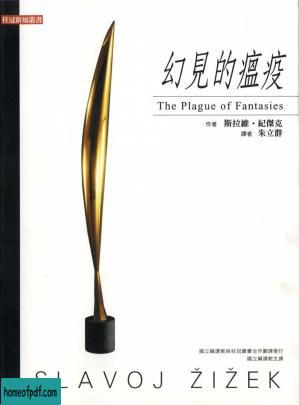 桂冠新知叢書
幻見的瘟疫
The Plague of Fantasies
作者 斯拉維・紀傑克
譯者 朱立群
國立編譯館與桂冠圖書合作翻譯發行
國立編譯館主譯
SLAVOJ ŽIŽEK
homeofpdf.com
homeofpdf.com